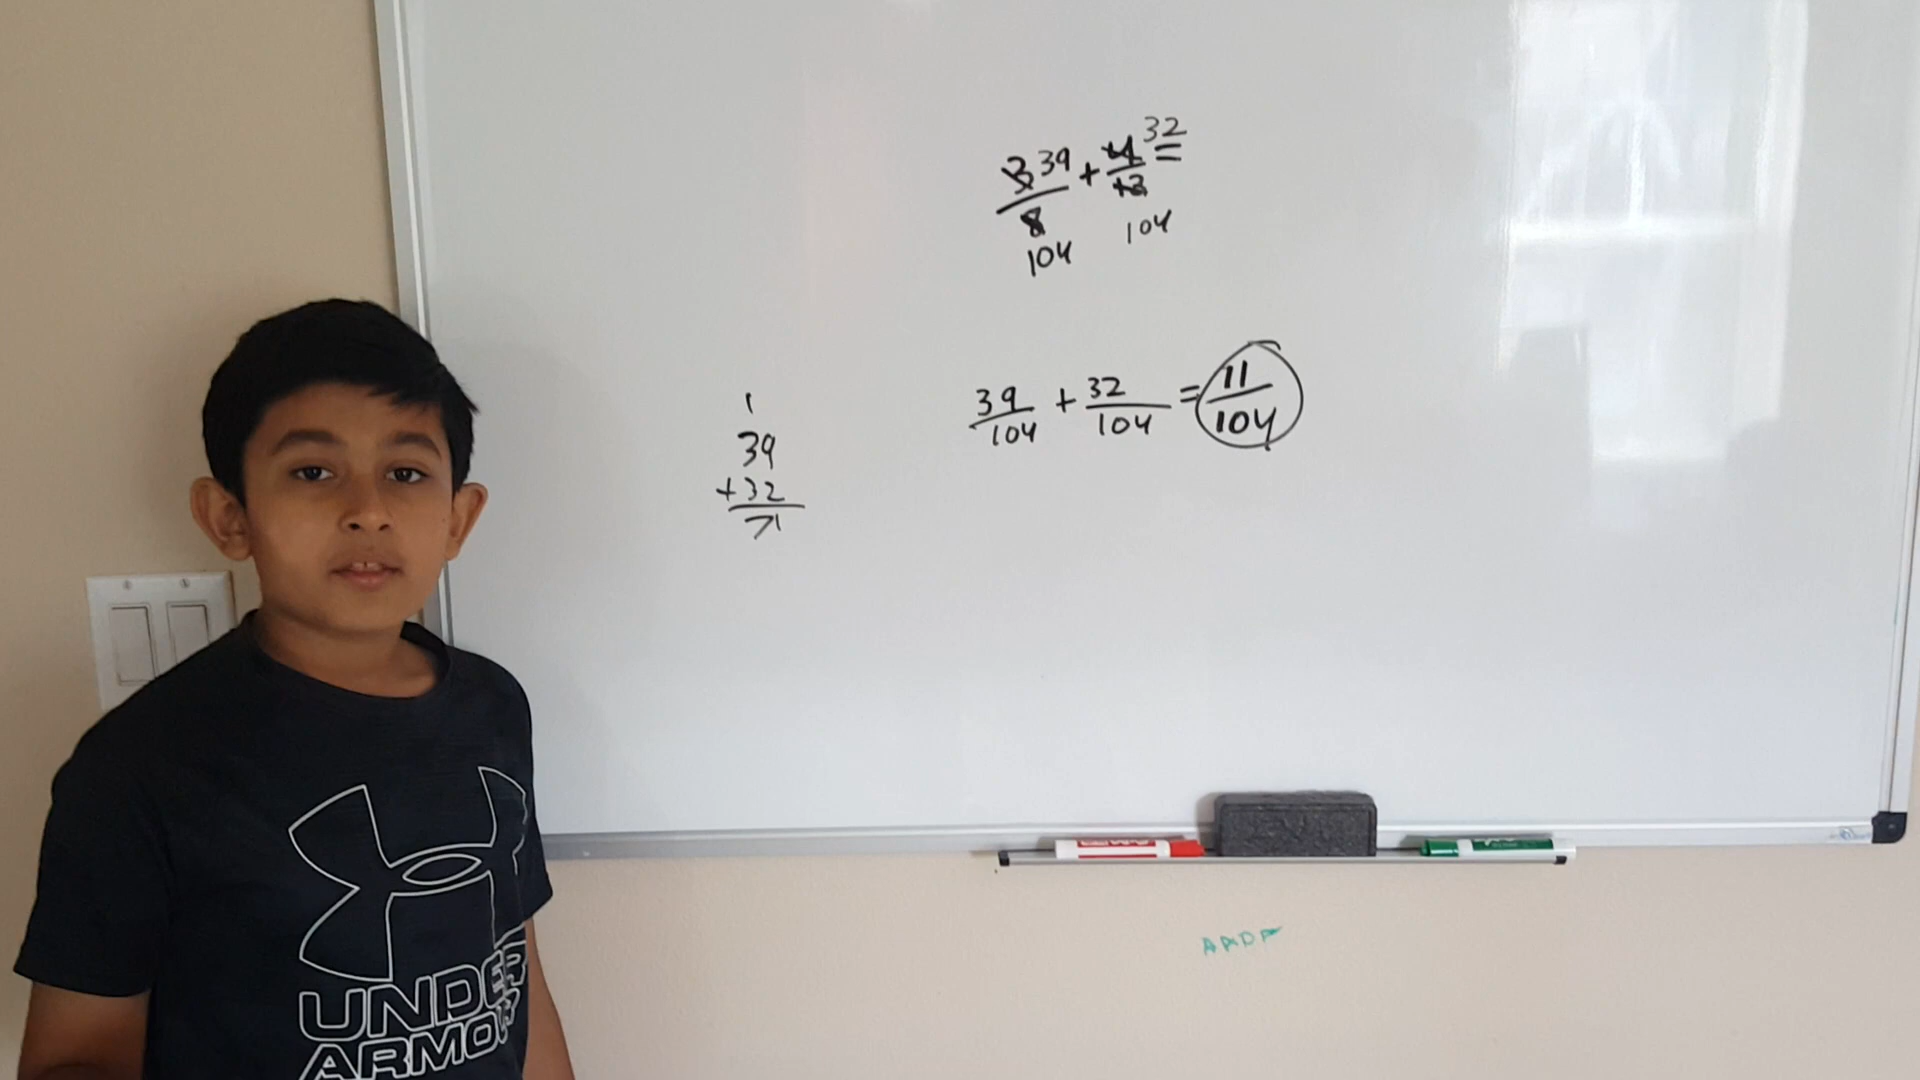 3 39 + 4 32 =
8 13
104 104
39 + 32 = 11
104 104 104
1
39
+32
71
UNDER
ARMOUR